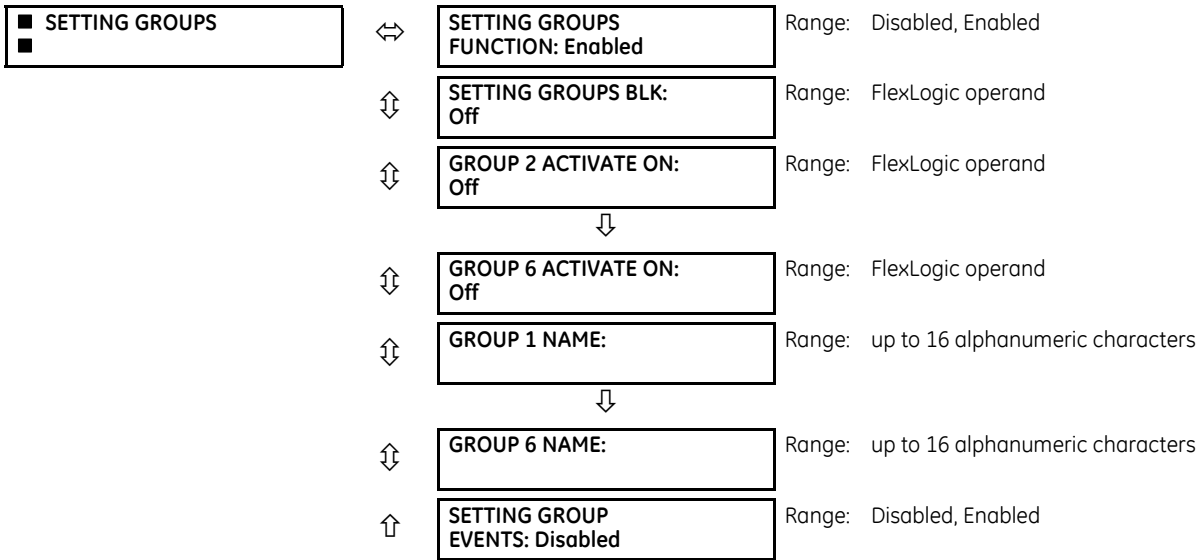 ■ SETTING GROUPS
■
SETTING GROUPS
FUNCTION: Enabled
Range: Disabled, Enabled
SETTING GROUPS BLK:
Off
Range: FlexLogic operand
GROUP 2 ACTIVATE ON:
Off
Range: FlexLogic operand
GROUP 6 ACTIVATE ON:
Off
Range: FlexLogic operand
GROUP 1 NAME:
Range: up to 16 alphanumeric characters
GROUP 6 NAME:
Range: up to 16 alphanumeric characters
SETTING GROUP
EVENTS: Disabled
Range: Disabled, Enabled